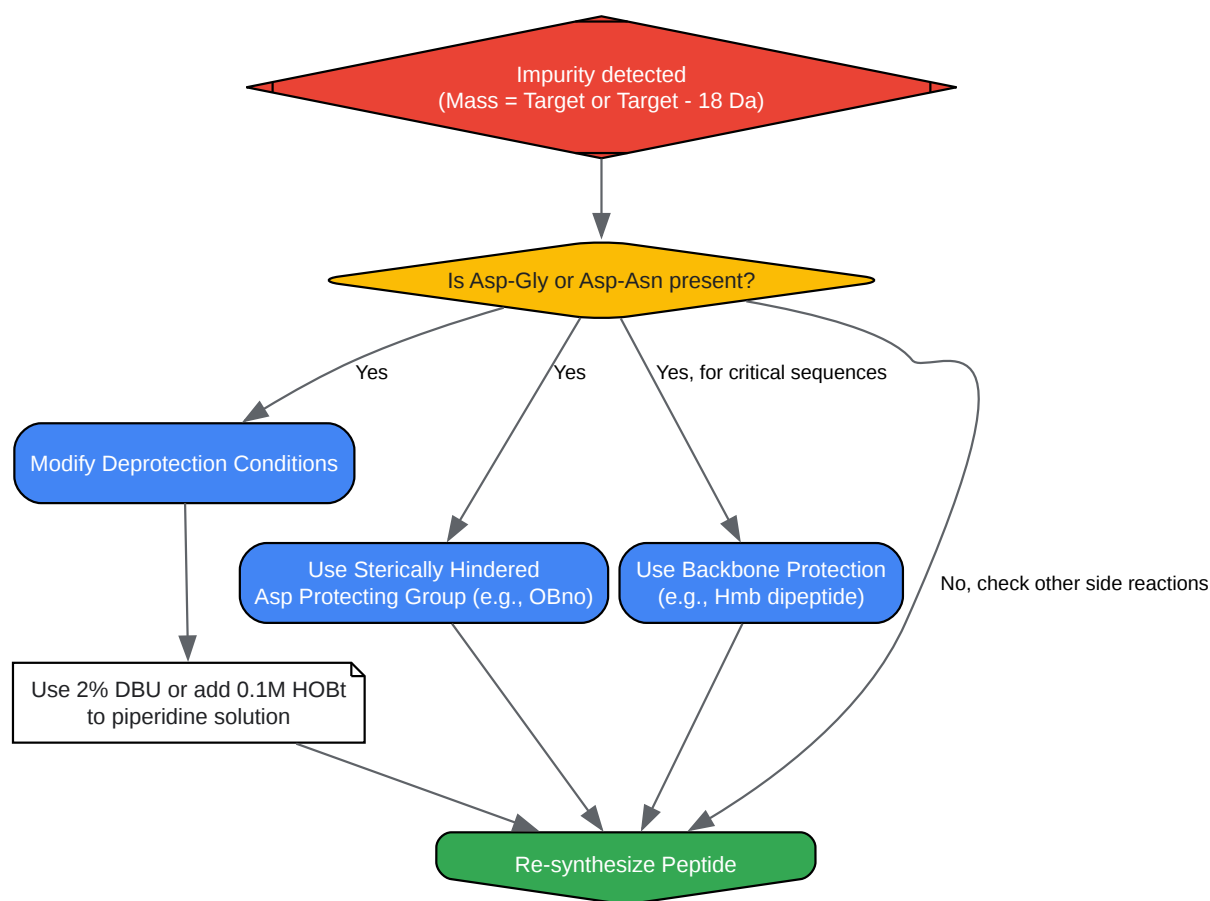 Impurity detected
(Mass = Target or Target - 18 Da)
Is Asp-Gly or Asp-Asn present?
Yes
Yes
Yes, for critical sequences
Modify Deprotection Conditions
Use Sterically Hindered
Asp Protecting Group (e.g., OBno)
Use Backbone Protection
(e.g., Hmb dipeptide)
No, check other side reactions
Use 2% DBU or add 0.1M HOBt
to piperidine solution
Re-synthesize Peptide